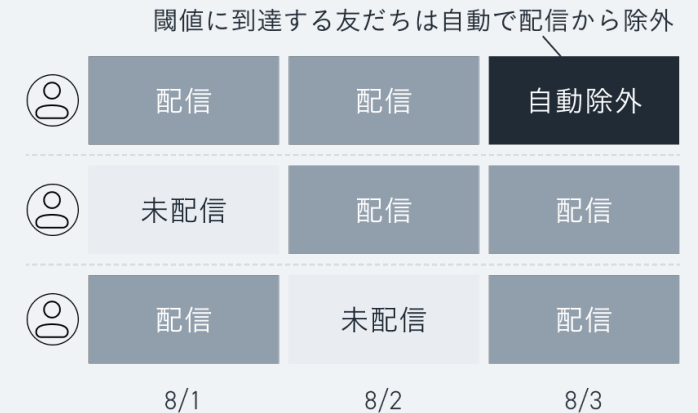 閾値に到達する友だちは自動で配信から除外
配信 配信 自動除外
未配信 配信 配信
配信 未配信 配信
8/1 8/2 8/3